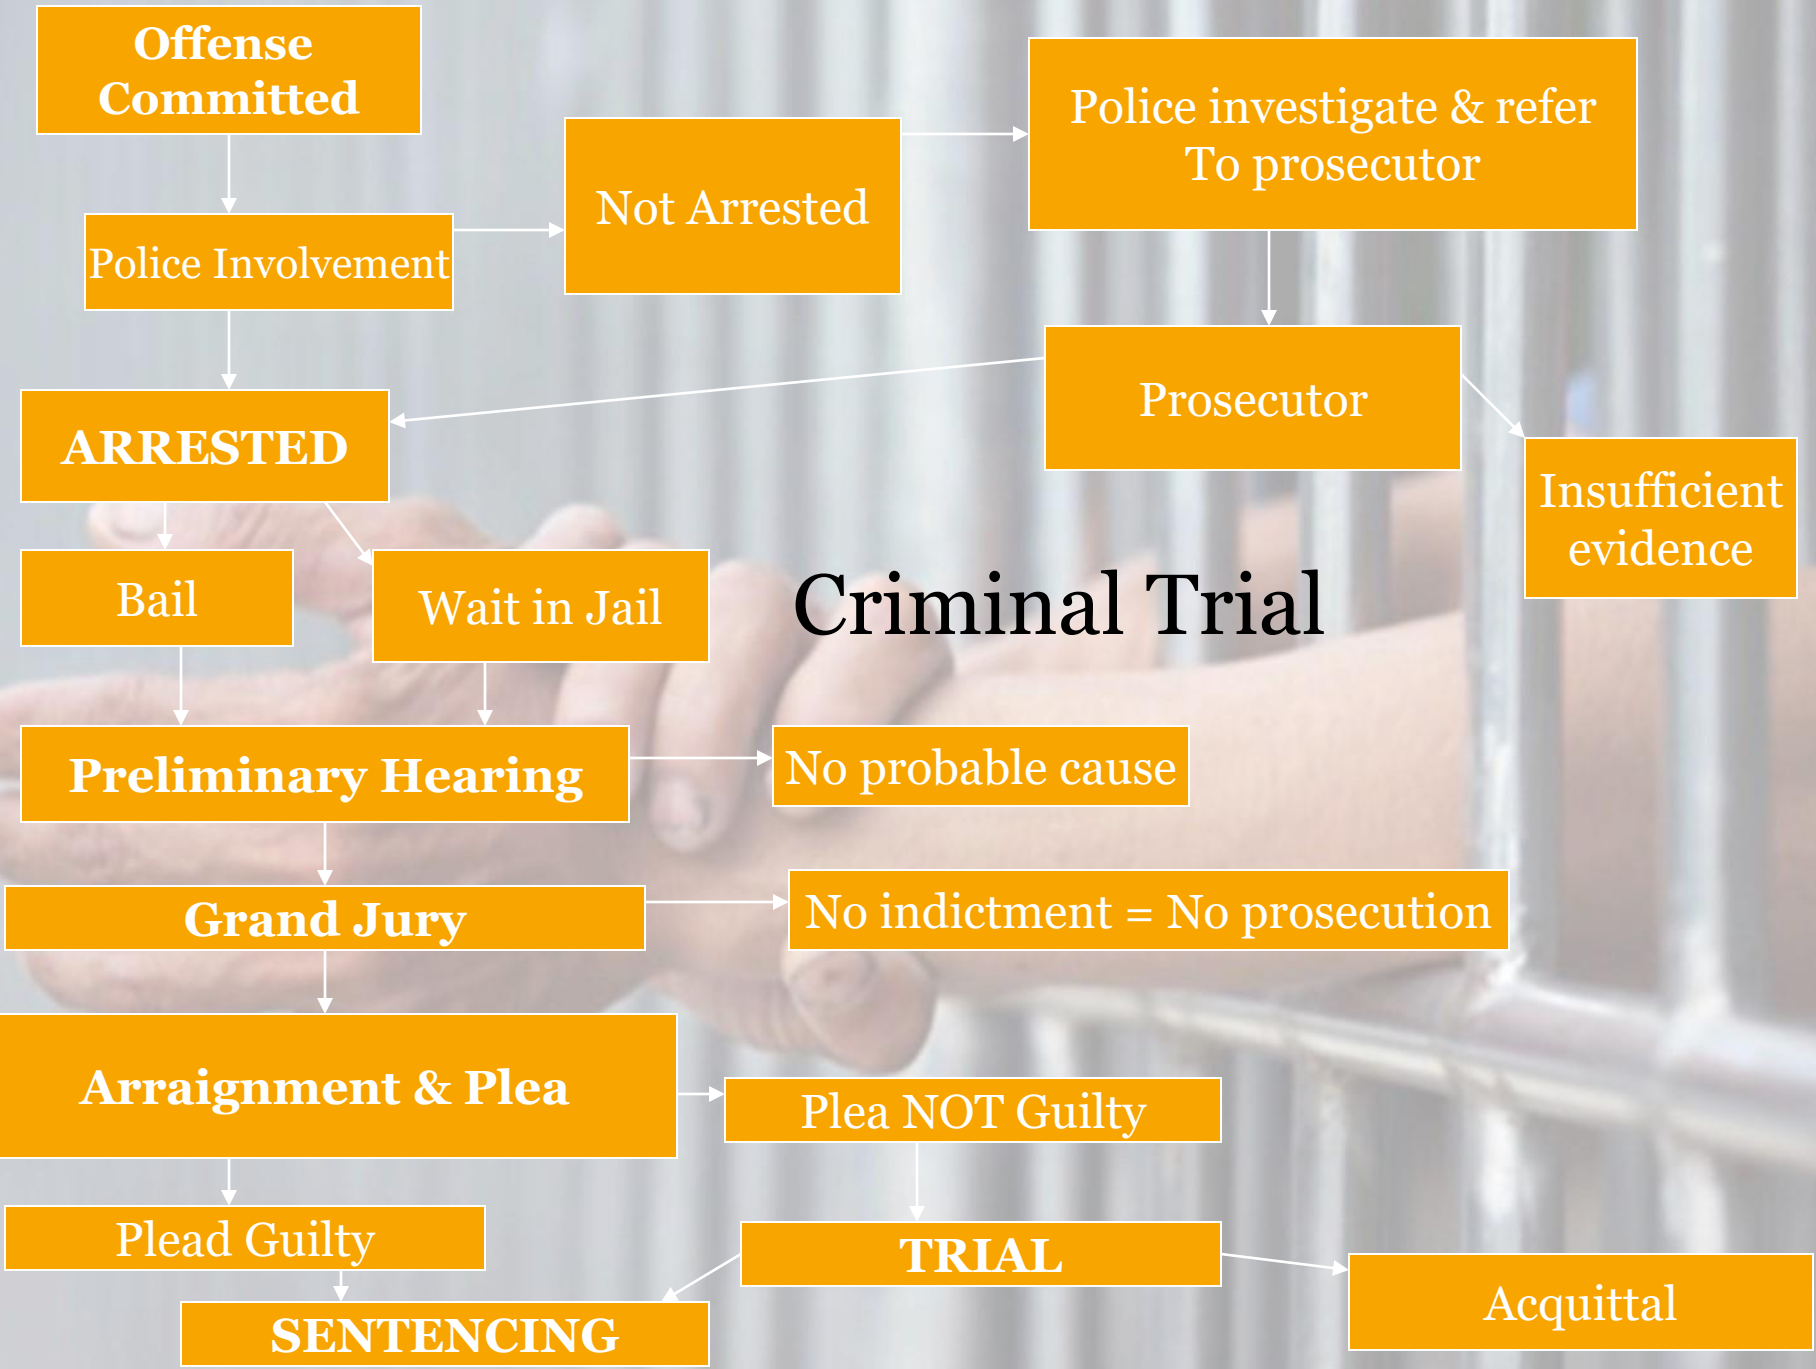 Offense
Committed
Police investigate & refer
To prosecutor
Not Arrested
Police Involvement
Prosecutor
ARRESTED
Insufficient
evidence
Bail
Wait in Jail
Criminal Trial
Preliminary Hearing
No probable cause
Grand Jury
No indictment = No prosecution
Arraignment & Plea
Plea NOT Guilty
Plead Guilty
TRIAL
Acquittal
SENTENCING